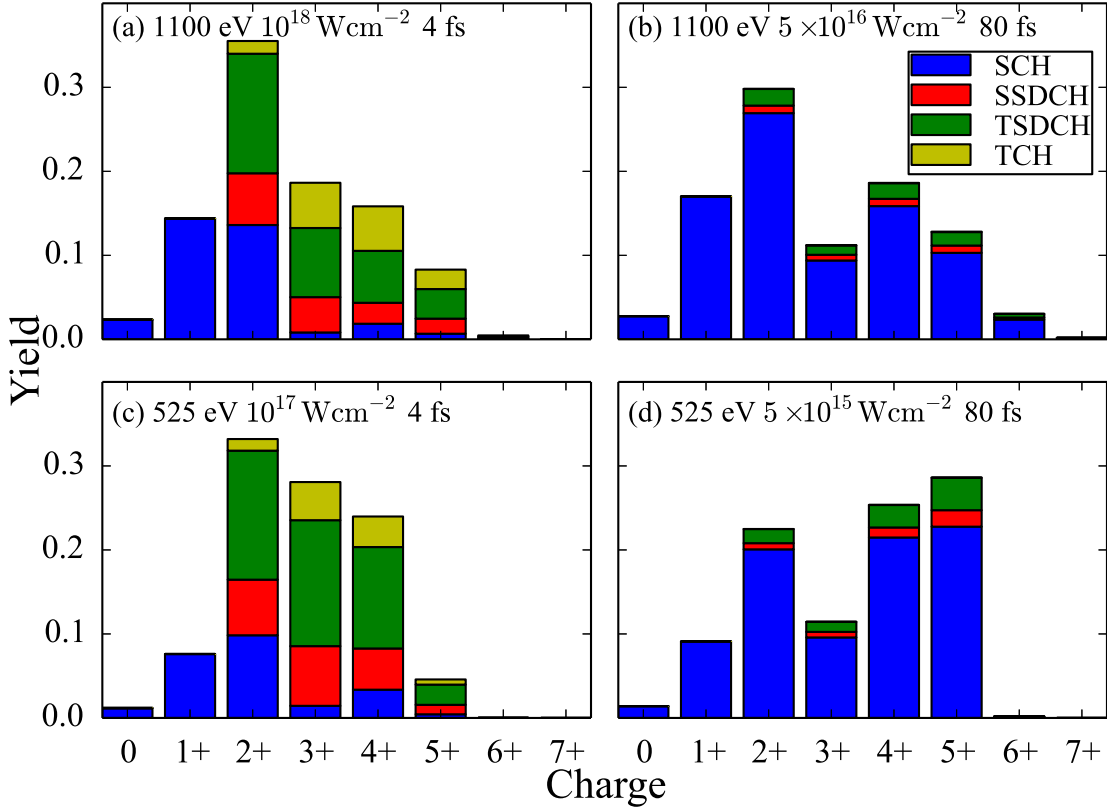 (a) 1100 eV 10¹⁸ Wcm⁻² 4 fs
(b) 1100 eV 5 ×10¹⁶ Wcm⁻² 80 fs
SCH
SSDCH
TSDCH
TCH
0.3
0.2
0.1
0.0
(c) 525 eV 10¹⁷ Wcm⁻² 4 fs
(d) 525 eV 5 ×10¹⁵ Wcm⁻² 80 fs
0.3
0.2
0.1
0.0
Yield
0 1+ 2+ 3+ 4+ 5+ 6+ 7+
0 1+ 2+ 3+ 4+ 5+ 6+ 7+
Charge